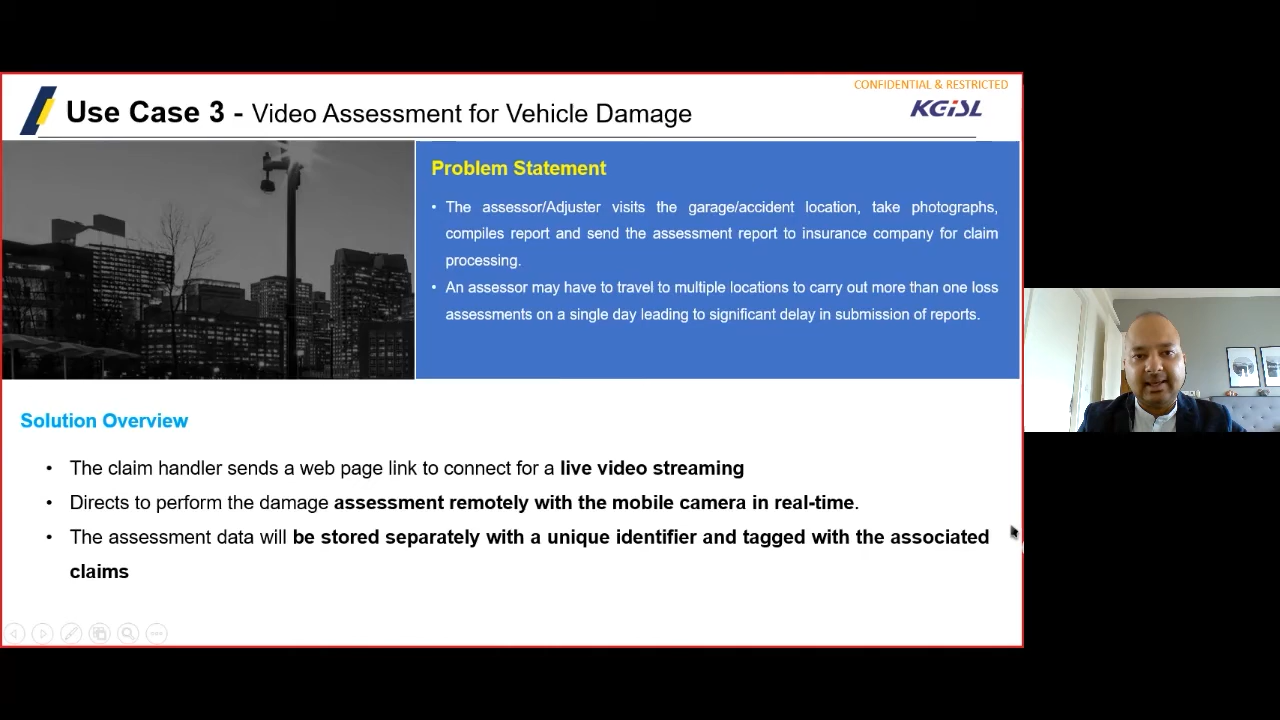 CONFIDENTIAL & RESTRICTED
KGiSL
Use Case 3 - Video Assessment for Vehicle Damage
Problem Statement
• The assessor/Adjuster visits the garage/accident location, take photographs,
compiles report and send the assessment report to insurance company for claim
processing.
• An assessor may have to travel to multiple locations to carry out more than one loss
assessments on a single day leading to significant delay in submission of reports.
Solution Overview
• The claim handler sends a web page link to connect for a live video streaming
• Directs to perform the damage assessment remotely with the mobile camera in real-time.
• The assessment data will be stored separately with a unique identifier and tagged with the associated
claims